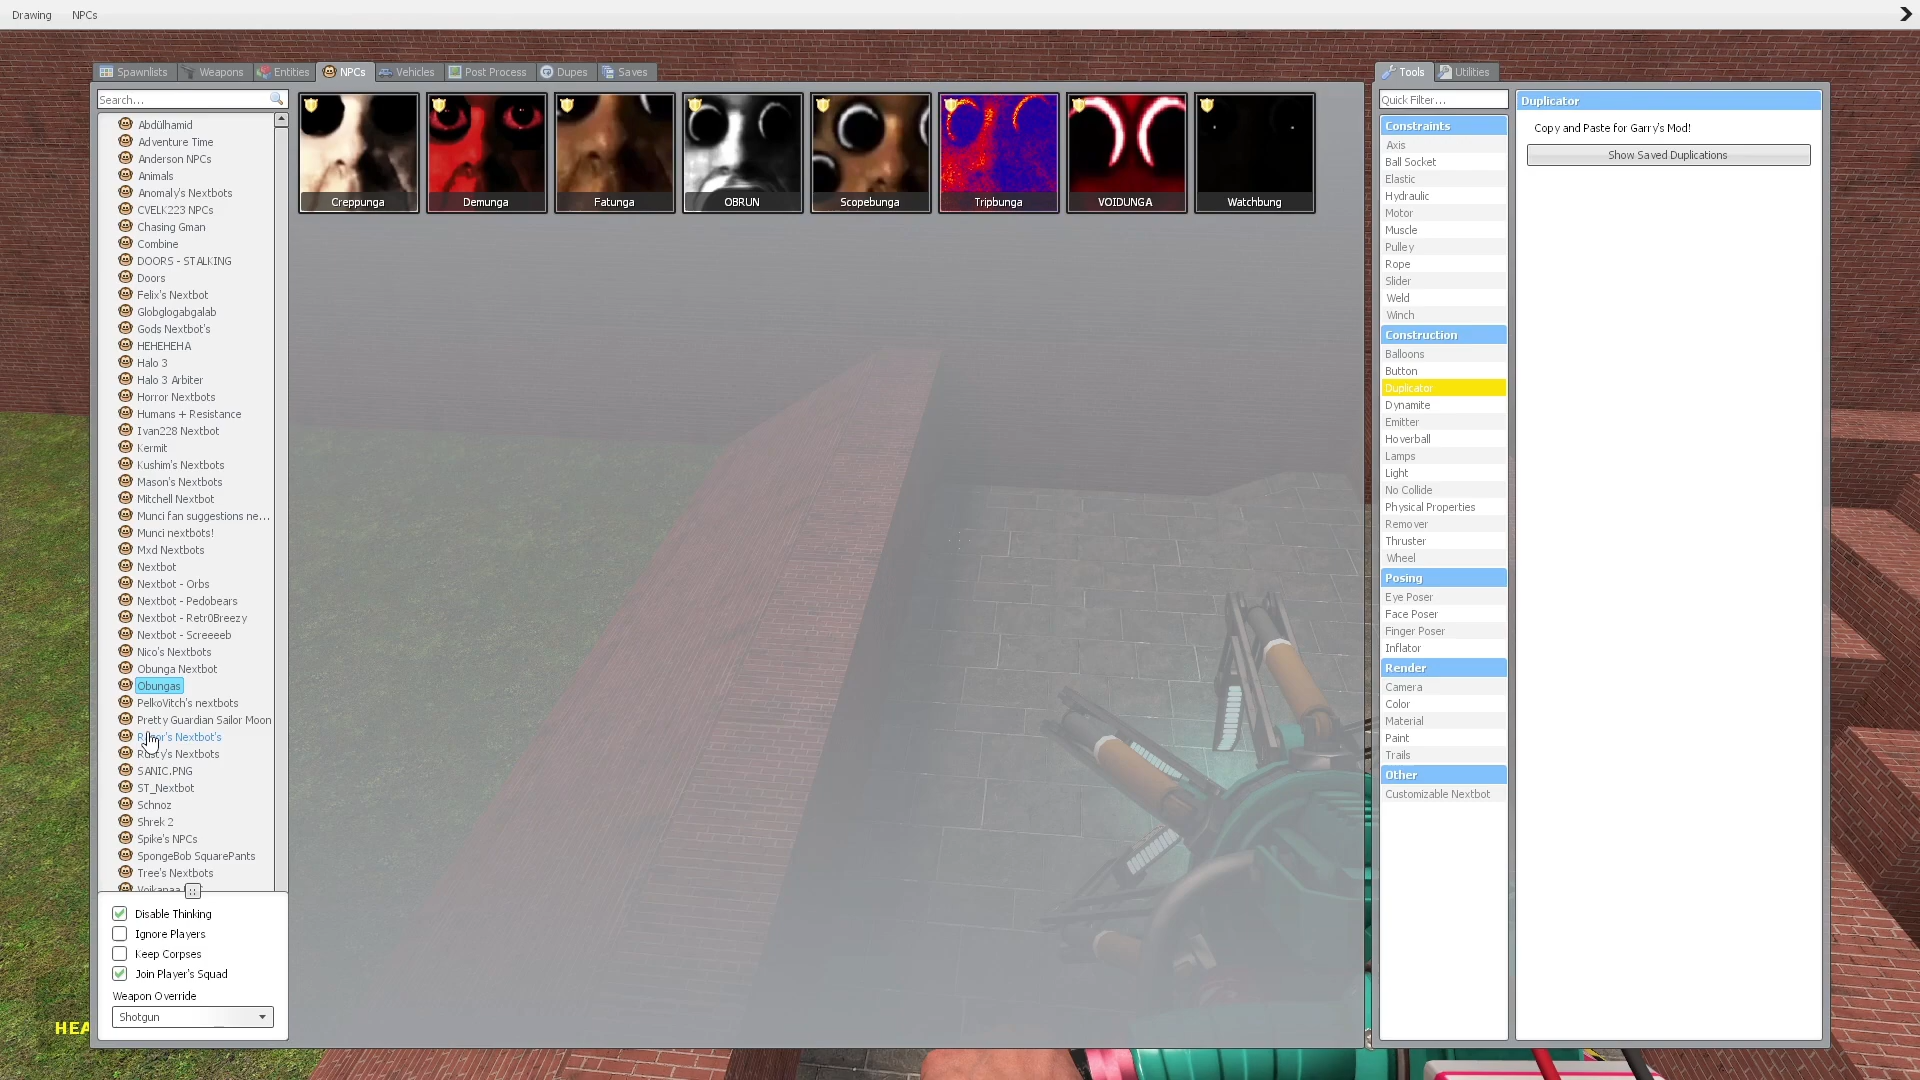 Drawing NPCs
Spawnlists Weapons Entities NPCs Vehicles Post Process Dupes Saves
Search...
Abdülhamid
Adventure Time
Anderson NPCs
Animals
Anomaly's Nextbots
CVELK223 NPCs
Chasing Gman
Combine
DOORS - STALKING
Doors
Felix's Nextbot
Globglogabgalab
Gods Nextbot's
HEHEHEHA
Halo 3
Halo 3 Arbiter
Horror Nextbots
Humans + Resistance
Ivan228 Nextbot
Kermit
Kushim's Nextbots
Mason's Nextbots
Mitchell Nextbot
Munci fan suggestions ne...
Munci nextbots!
Mxd Nextbots
Nextbot
Nextbot - Orbs
Nextbot - Pedobears
Nextbot - Retr0Breezy
Nextbot - Screeeeb
Nico's Nextbots
Obunga Nextbot
Obungas
PelkoVitch's nextbots
Pretty Guardian Sailor Moon
Nextbot's
Rusty's Nextbots
SANIC.PNG
ST_Nextbot
Schnoz
Shrek 2
Spike's NPCs
SpongeBob SquarePants
Tree's Nextbots
Disable Thinking
Ignore Players
Keep Corpses
Join Player's Squad
Weapon Override
Shotgun
HEA
Creppunga Demunga Fatunga OBRUN Scopebunga Tripbunga VOIDUNGA Watchbung
Tools Utilities
Quick Filter...
Constraints
Axis
Ball Socket
Elastic
Hydraulic
Motor
Muscle
Pulley
Rope
Slider
Weld
Winch
Construction
Balloons
Button
Duplicator
Dynamite
Emitter
Hoverball
Lamps
Light
No Collide
Physical Properties
Remover
Thruster
Wheel
Posing
Eye Poser
Face Poser
Finger Poser
Inflator
Render
Camera
Color
Material
Paint
Trails
Other
Customizable Nextbot
Duplicator
Copy and Paste for Garry's Mod!
Show Saved Duplications